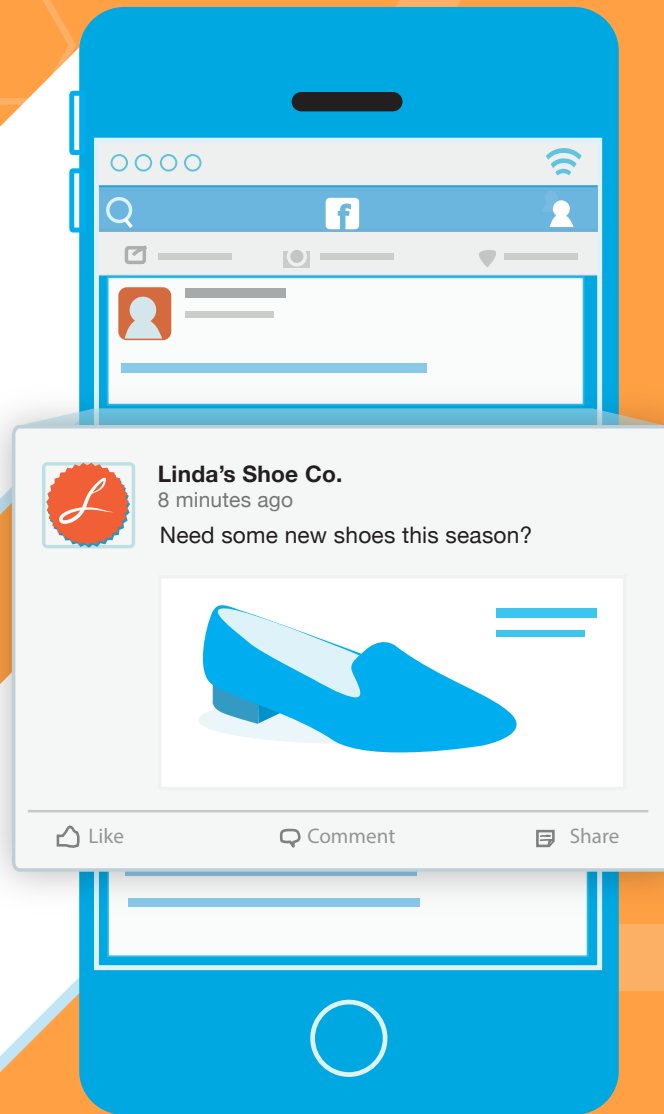 f
Linda's Shoe Co.
L
8 minutes ago
Need some new shoes this season?
Like Comment Share